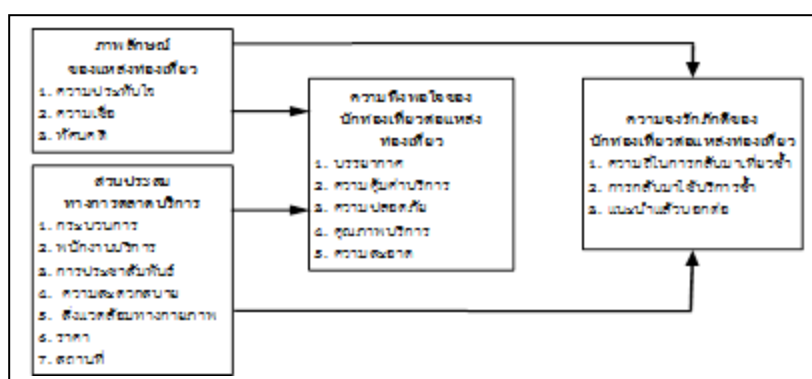 ภาพลักษณ์
ของแหล่งท่องเที่ยว
1. ความประทับใจ
2. ความเชื่อ
3. ทัศนคติ
ส่วนประสม
ทางการตลาดบริการ
1. กระบวนการ
2. พนักงานบริการ
3. การประชาสัมพันธ์
4. ความสะดวกสบาย
5. สิ่งแวดล้อมทางกายภาพ
6. ราคา
7. สถานที่
ความพึงพอใจของ
นักท่องเที่ยวต่อแหล่ง
ท่องเที่ยว
1. บรรยากาศ
2. ความคุ้มค่าบริการ
3. ความปลอดภัย
4. คุณภาพบริการ
5. ความสะอาด
ความจงรักภักดีของ
นักท่องเที่ยวต่อแหล่งท่องเที่ยว
1. ความถี่ในการกลับมาเที่ยวซ้ำ
2. การกลับมาใช้บริการซ้ำ
3. แนะนำแล้วบอกต่อ